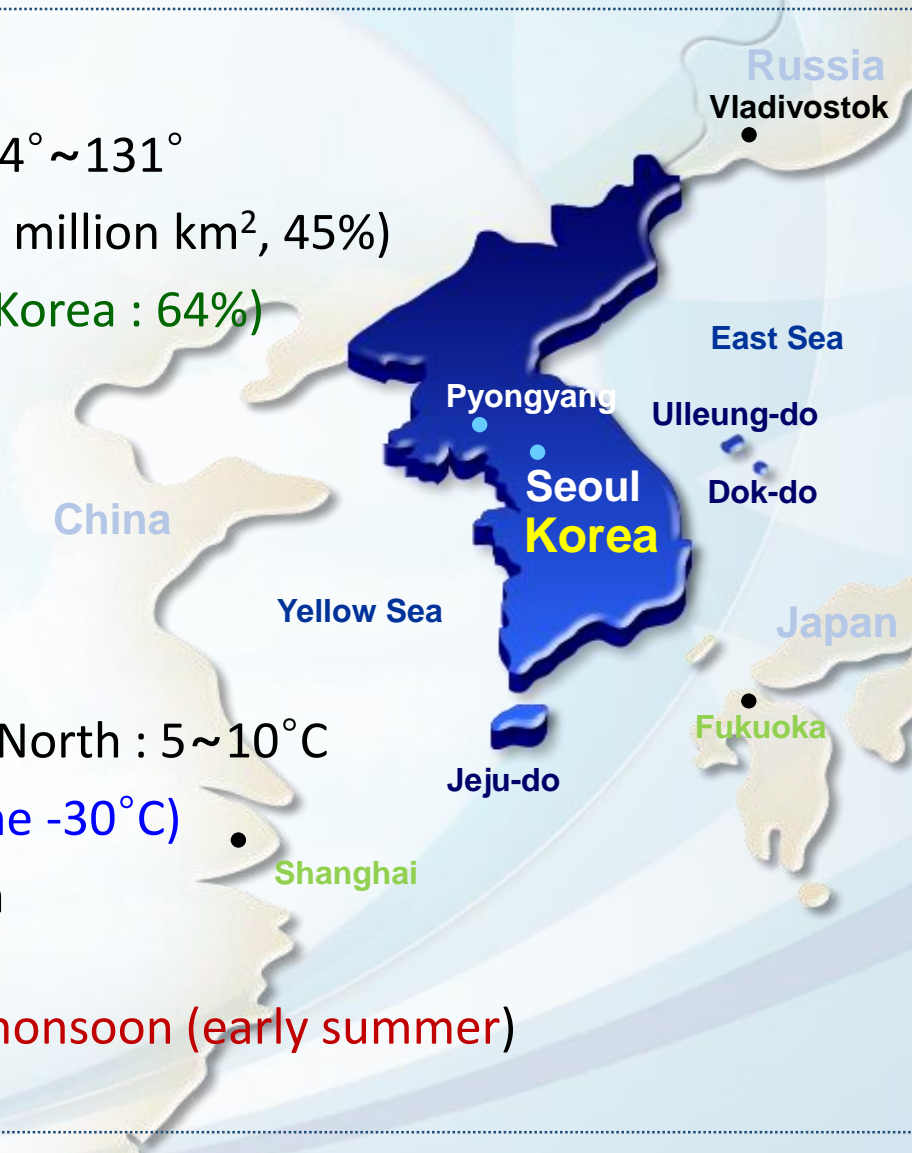 Russia
Vladivostok
4°~131°
million km², 45%)
Korea : 64%)
East Sea
Pyongyang
Ulleung-do
Seoul
Dok-do
China
Korea
Yellow Sea
Japan
Fukuoka
North : 5~10°C
Jeju-do
-30°C)
Shanghai
monsoon (early summer)